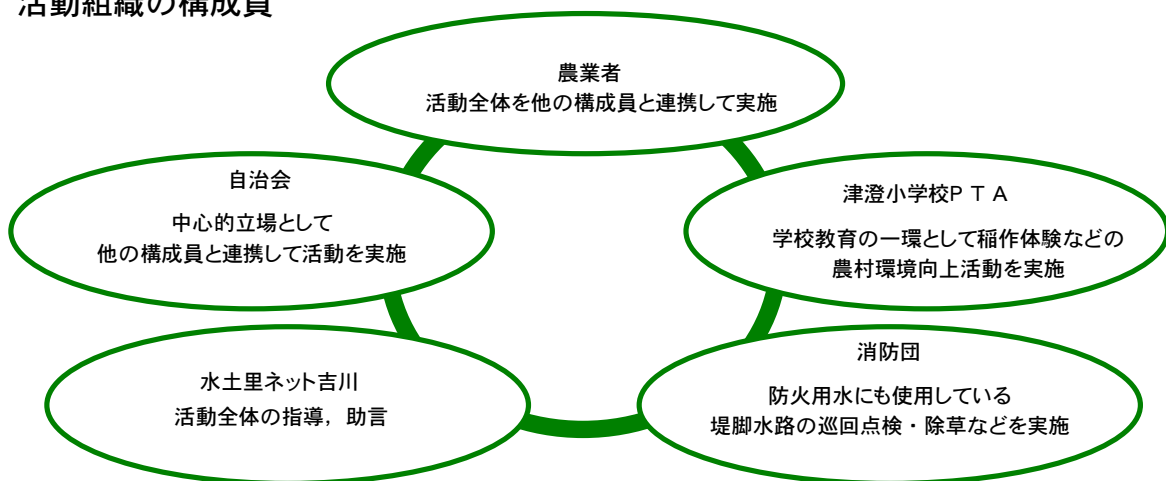 活動組織の構成員
農業者
活動全体を他の構成員と連携して実施
自治会
中心的立場として
他の構成員と連携して活動を実施
津澄小学校ＰＴＡ
学校教育の一環として稲作体験などの
農村環境向上活動を実施
水土里ネット吉川
活動全体の指導，助言
消防団
防火用水にも使用している
堤脚水路の巡回点検・除草などを実施